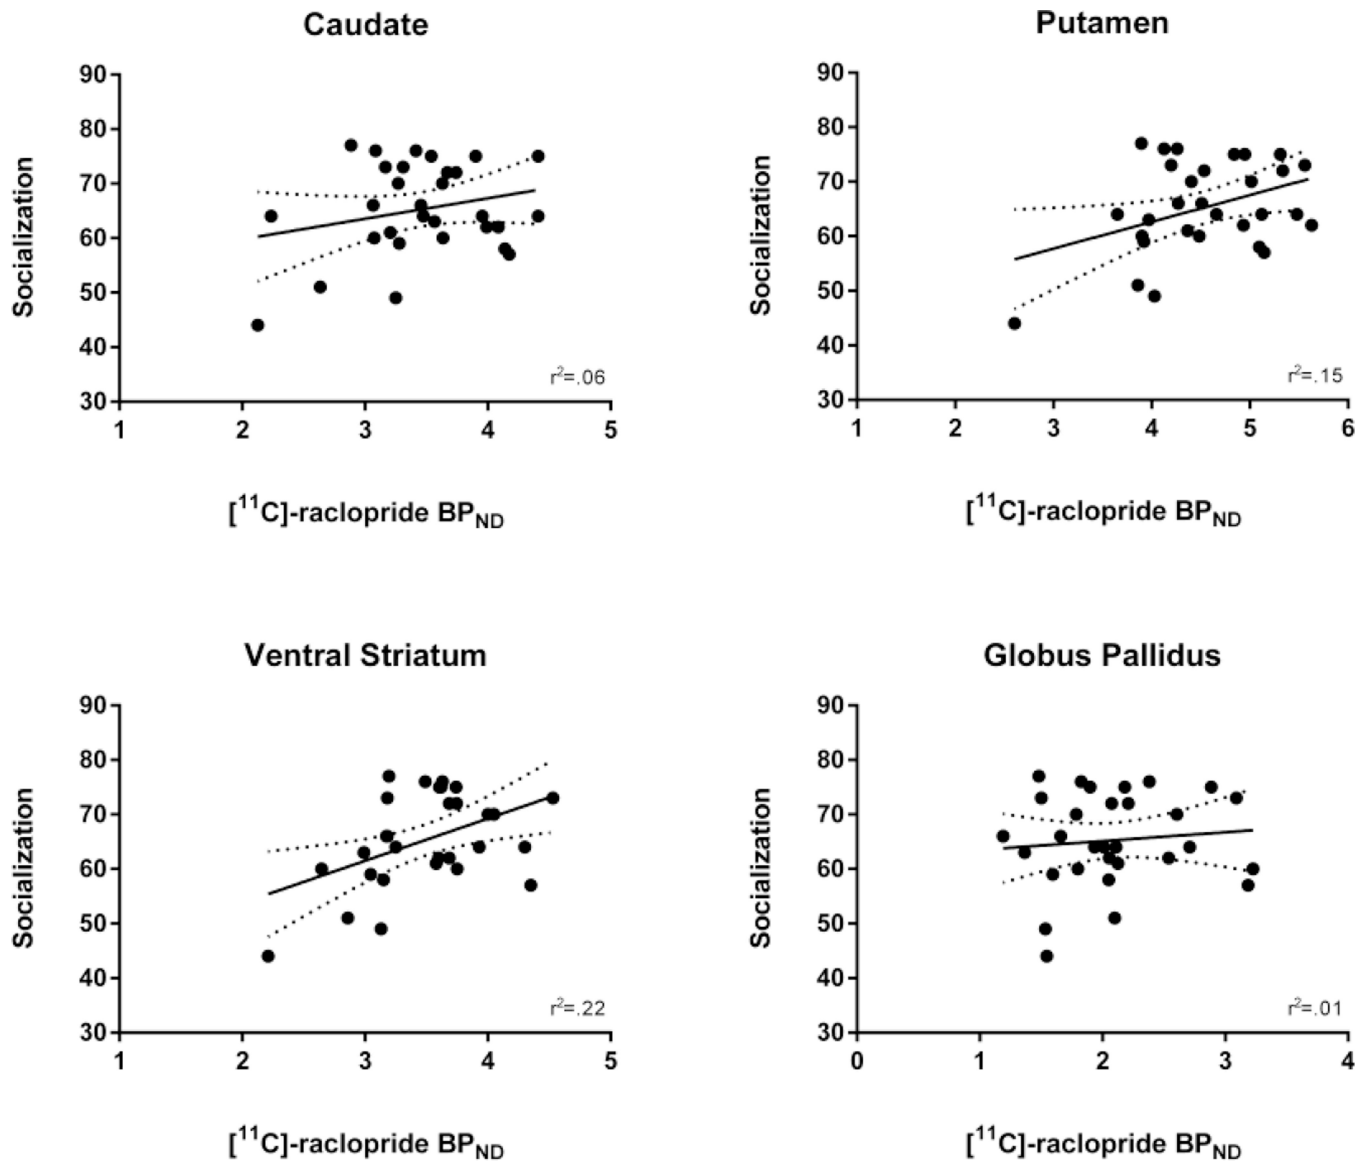 Caudate
90
80
70
60
50
40
30
Socialization
r²=.06
1 2 3 4 5
[¹¹C]-raclopride BP_ND
Putamen
90
80
70
60
50
40
30
Socialization
r²=.15
1 2 3 4 5 6
[¹¹C]-raclopride BP_ND
Ventral Striatum
90
80
70
60
50
40
30
Socialization
r²=.22
1 2 3 4 5
[¹¹C]-raclopride BP_ND
Globus Pallidus
90
80
70
60
50
40
30
Socialization
r²=.01
0 1 2 3 4
[¹¹C]-raclopride BP_ND